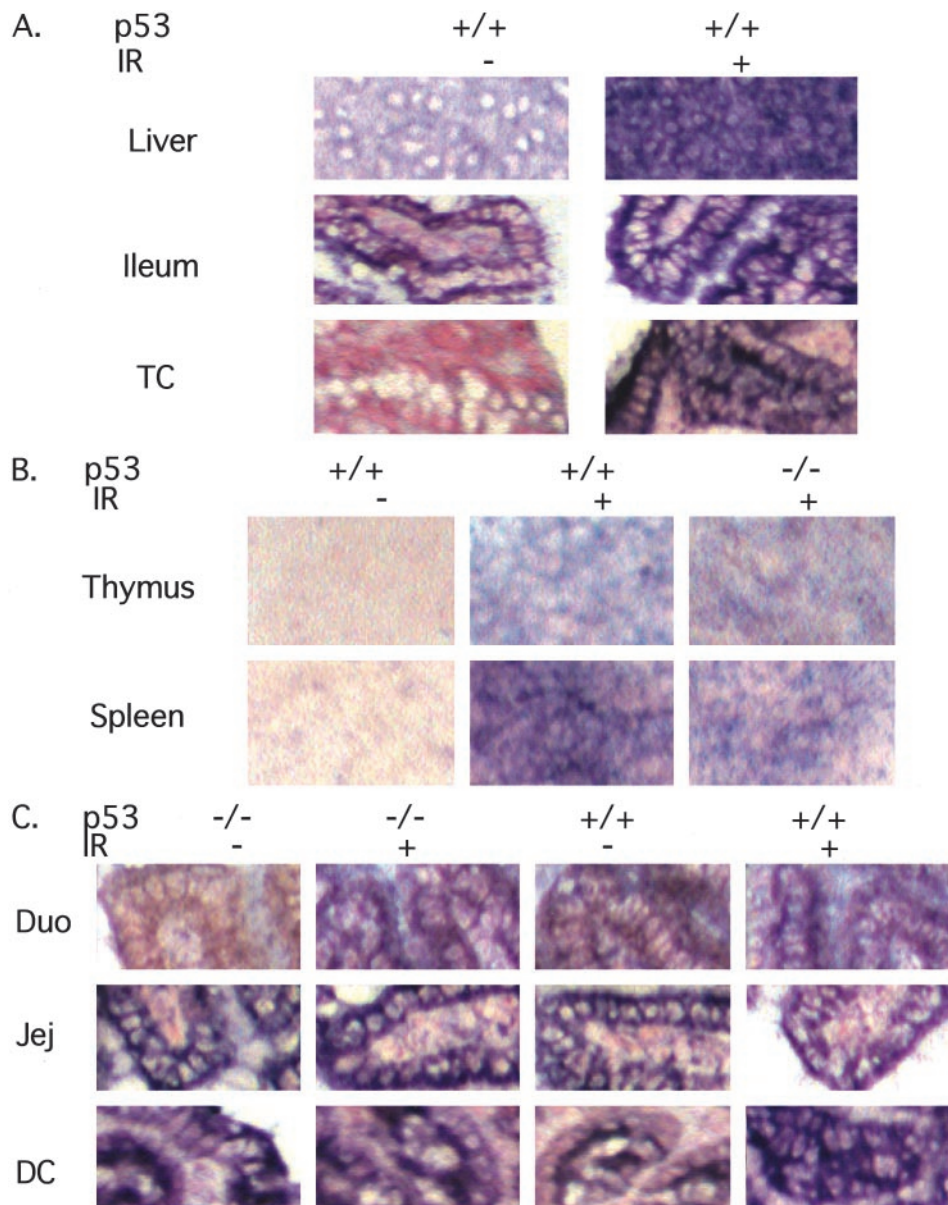 A. p53 +/+ +/+
IR - +
Liver
Ileum
TC
B. p53 +/+ +/+ -/-
IR - + +
Thymus
Spleen
C. p53 -/- -/- +/+ +/+
IR - + - +
Duo
Jej
DC